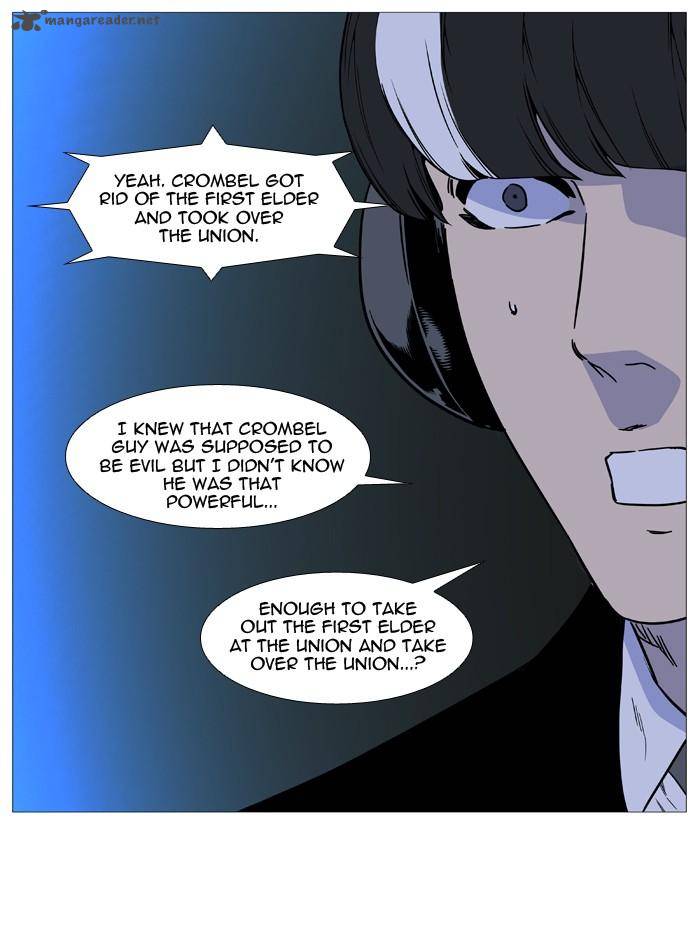 mangareader.net
YEAH. CROMBEL GOT
RID OF THE FIRST ELDER
AND TOOK OVER
THE UNION.
I KNEW THAT CROMBEL
GUY WAS SUPPOSED TO
BE EVIL BUT I DIDN'T KNOW
HE WAS THAT
POWERFUL...
ENOUGH TO TAKE
OUT THE FIRST ELDER
AT THE UNION AND TAKE
OVER THE UNION...?